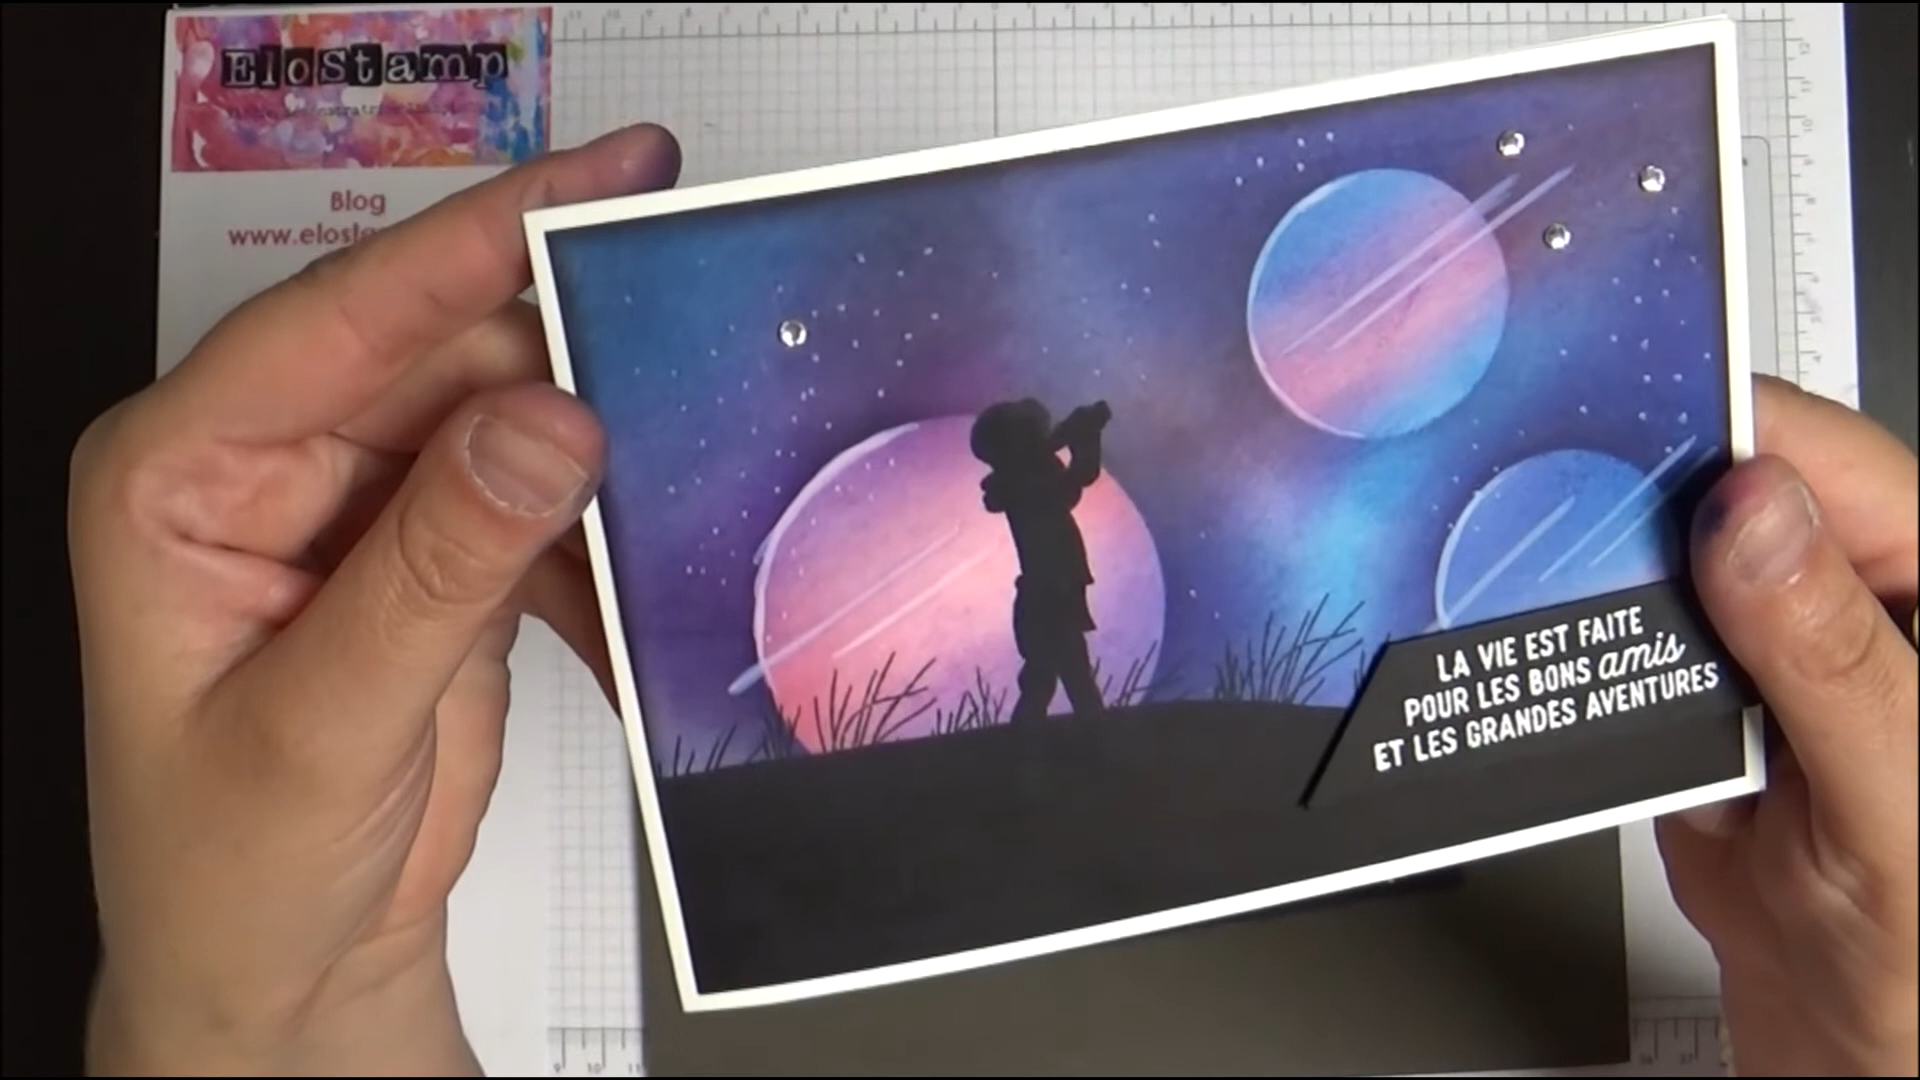 EloStamp
Blog
www.elost
LA VIE EST FAITE
POUR LES BONS amis
ET LES GRANDES AVENTURES